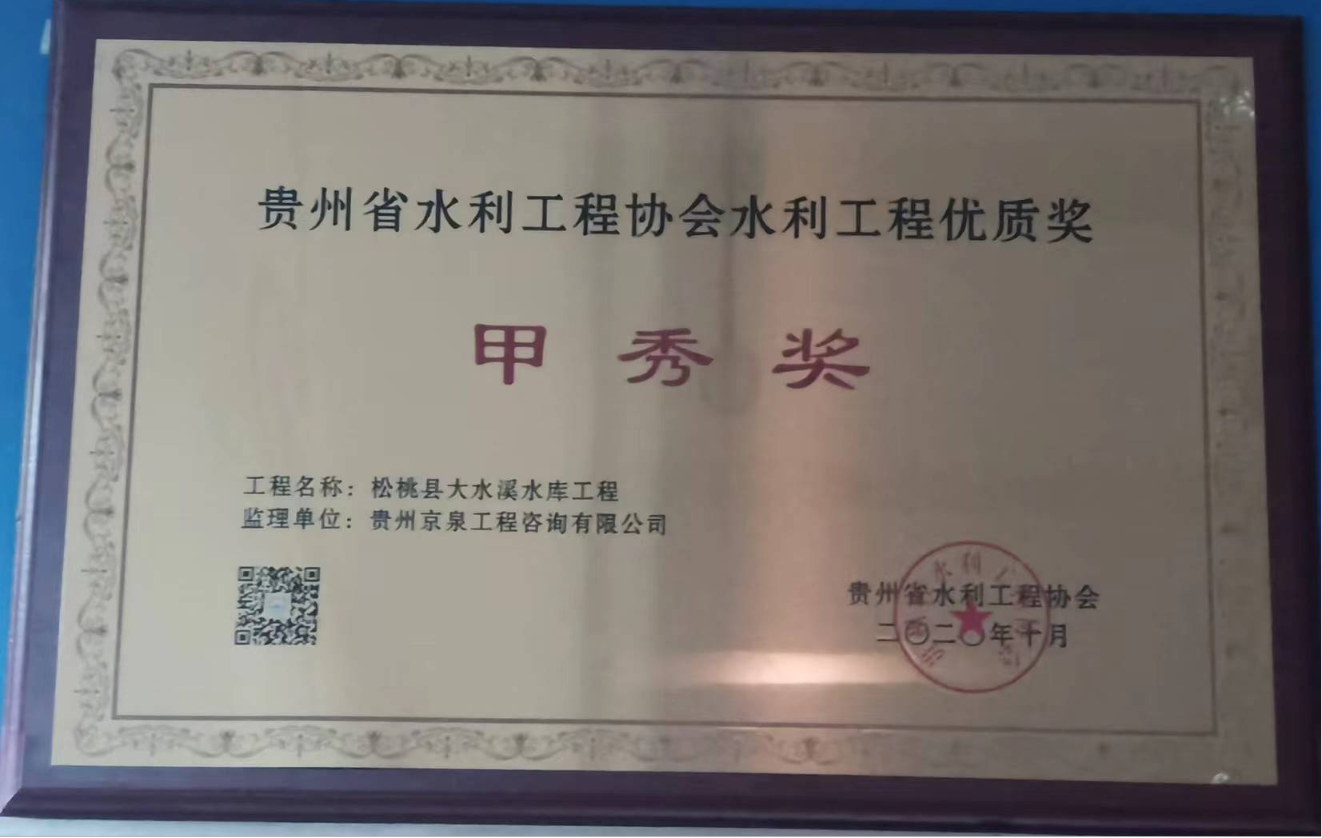 贵州省水利工程协会水利工程优质奖
甲秀奖
工程名称：松桃县大水溪水库工程
监理单位：贵州京泉工程咨询有限公司
贵州省水利工程协会
二〇二〇年十月